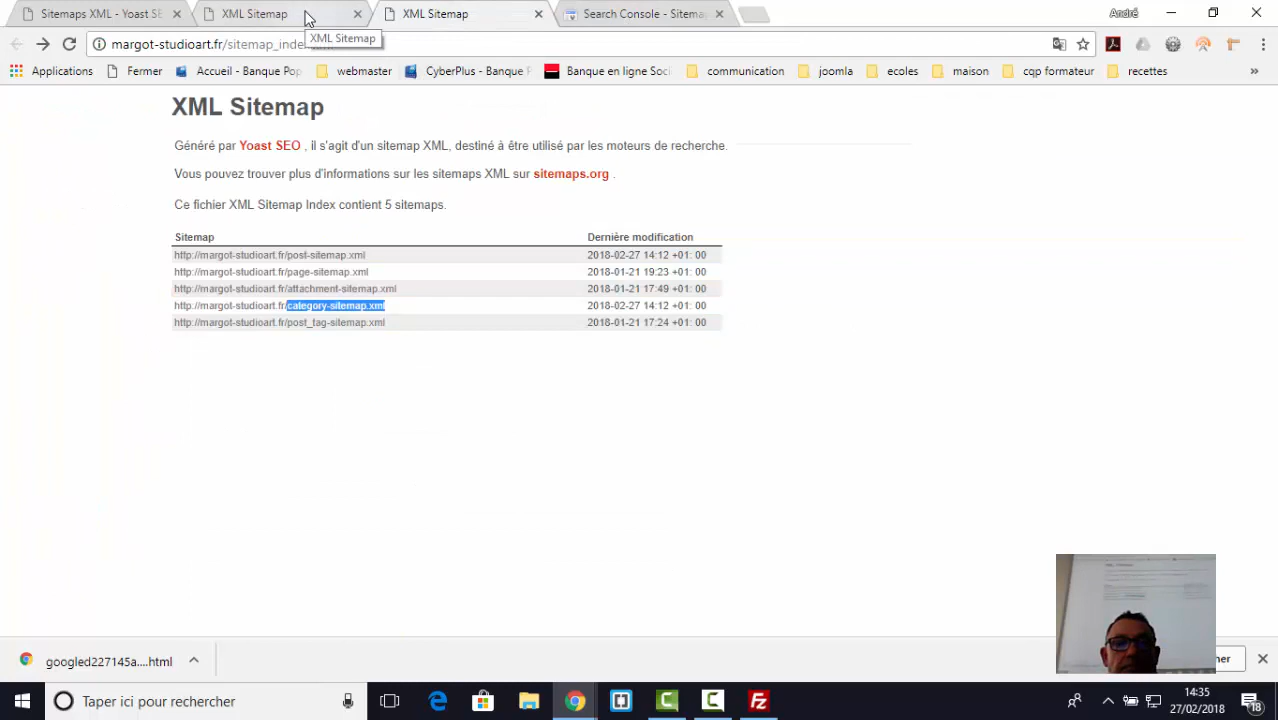 Sitemaps XML - Yoast SE
XML Sitemap
XML Sitemap
Search Console - Sitemap
André
margot-studioart.fr/sitemap_index
XML Sitemap
Applications
Fermer
Accueil - Banque Pop
webmaster
CyberPlus - Banque P
Banque en ligne Soci
communication
joomla
ecoles
maison
cqp formateur
recettes
»
XML Sitemap
Généré par Yoast SEO , il s'agit d'un sitemap XML, destiné à être utilisé par les moteurs de recherche.
Vous pouvez trouver plus d'informations sur les sitemaps XML sur sitemaps.org .
Ce fichier XML Sitemap Index contient 5 sitemaps.
Sitemap Dernière modification
http://margot-studioart.fr/post-sitemap.xml 2018-02-27 14:12 +01: 00
http://margot-studioart.fr/page-sitemap.xml 2018-01-21 19:23 +01: 00
http://margot-studioart.fr/attachment-sitemap.xml 2018-01-21 17:49 +01: 00
http://margot-studioart.fr/category-sitemap.xml 2018-02-27 14:12 +01: 00
http://margot-studioart.fr/post_tag-sitemap.xml 2018-01-21 17:24 +01: 00
googled227145a....html
her
Taper ici pour rechercher
14:35
27/02/2018
18